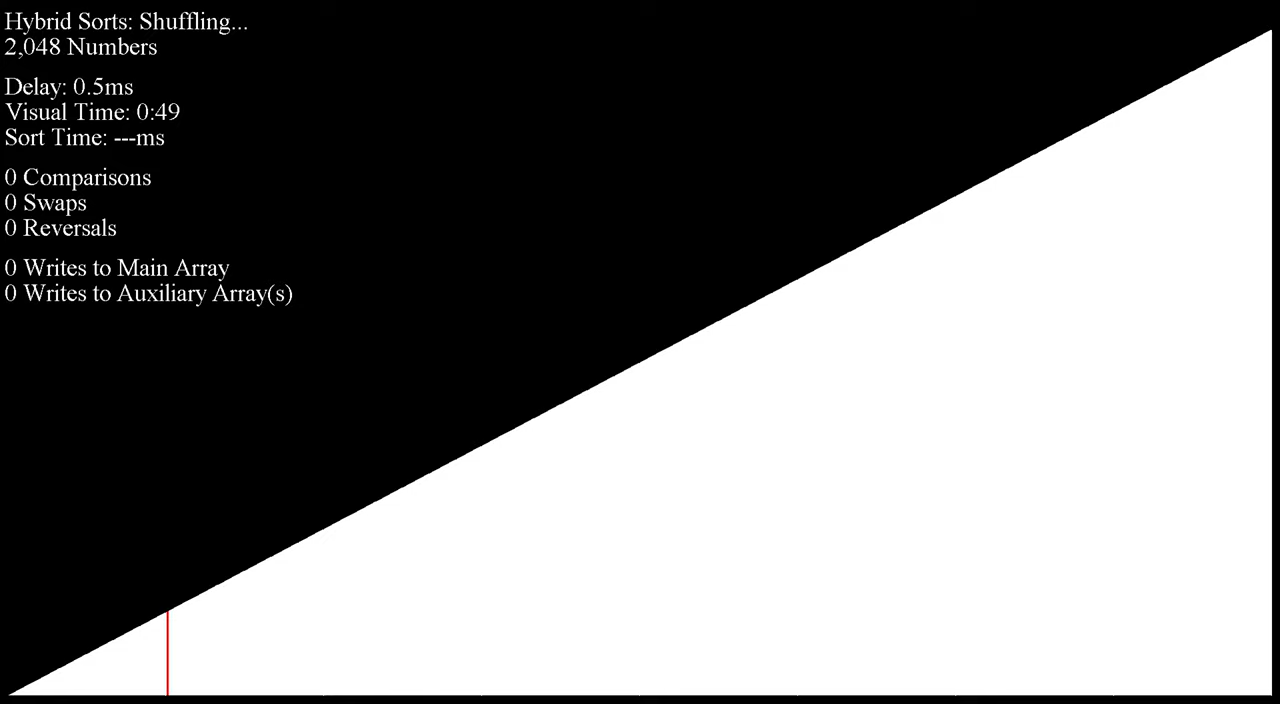 Hybrid Sorts: Shuffling...
2,048 Numbers
Delay: 0.5ms
Visual Time: 0:49
Sort Time: ---ms
0 Comparisons
0 Swaps
0 Reversals
0 Writes to Main Array
0 Writes to Auxiliary Array(s)